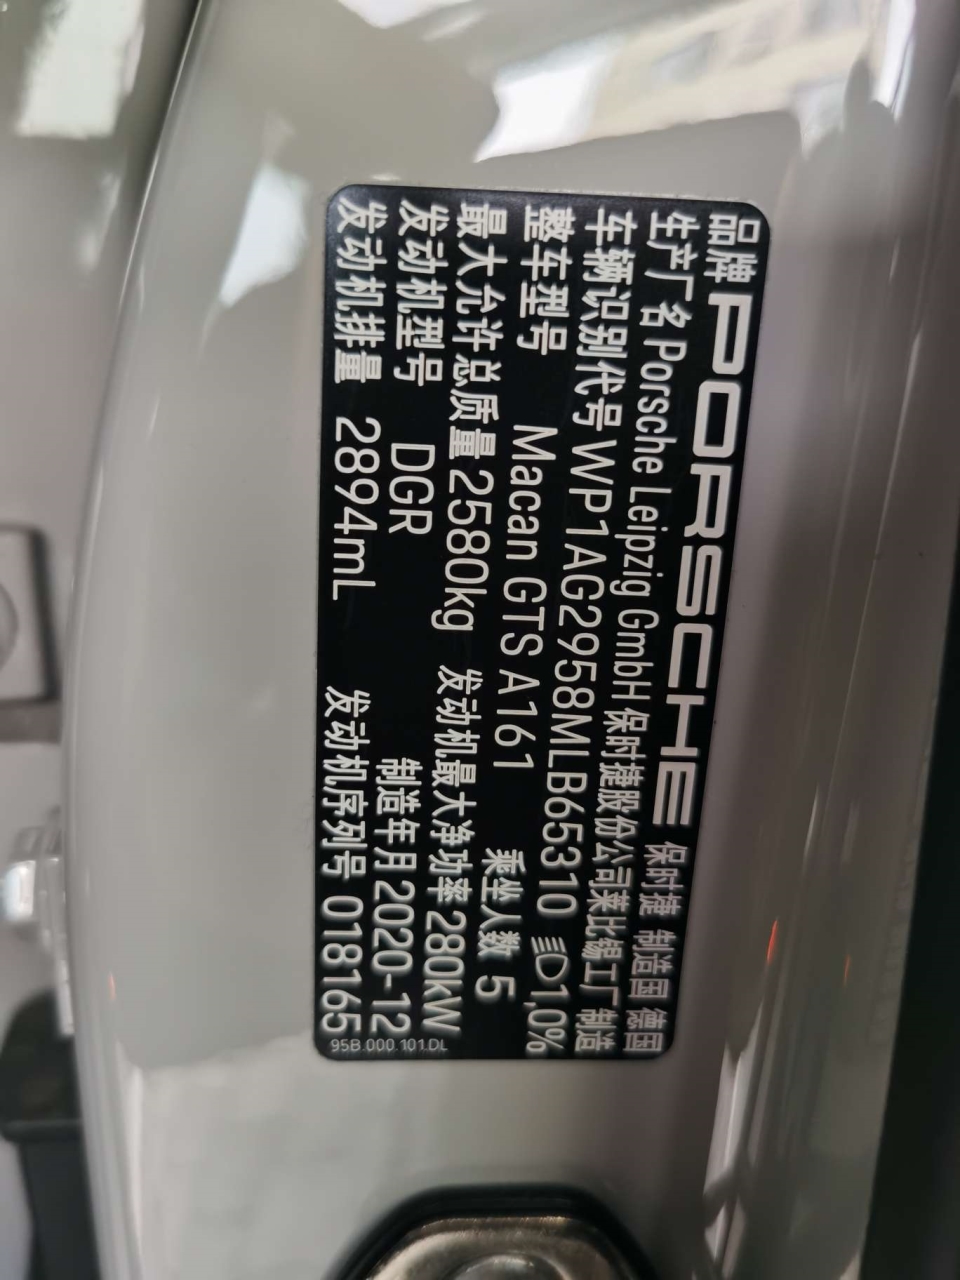 品牌 PORSCHE 保时捷 制造国 德国
生产厂名 Porsche Leipzig GmbH 保时捷股份公司莱比锡工厂制造
车辆识别代号 WP1AG2958MLB65310 1,0%
整车型号 Macan GTS A161 乘坐人数 5
最大允许总质量 2580kg 发动机最大净功率 280kW
发动机型号 DGR 制造年月 2020-12
发动机排量 2894mL 发动机序列号 018165
95B.000.101.DL